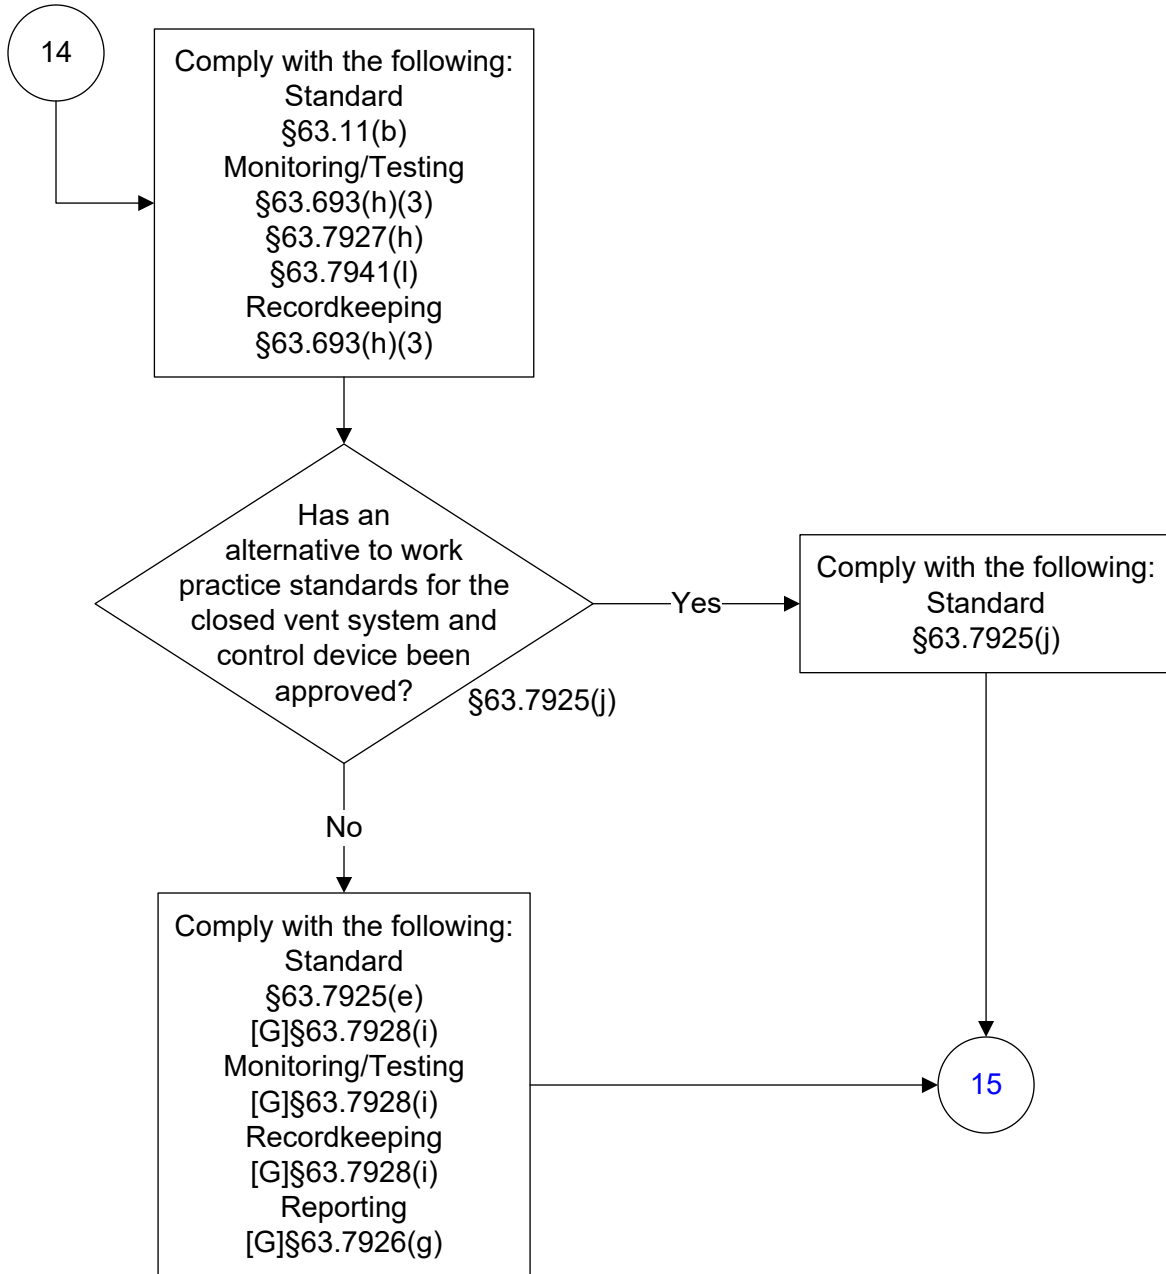 14
Comply with the following:
Standard
§63.11(b)
Monitoring/Testing
§63.693(h)(3)
§63.7927(h)
§63.7941(l)
Recordkeeping
§63.693(h)(3)
Has an
alternative to work
practice standards for the
closed vent system and
control device been
approved?
§63.7925(j)
Yes
Comply with the following:
Standard
§63.7925(j)
No
Comply with the following:
Standard
§63.7925(e)
[G]§63.7928(i)
Monitoring/Testing
[G]§63.7928(i)
Recordkeeping
[G]§63.7928(i)
Reporting
[G]§63.7926(g)
15